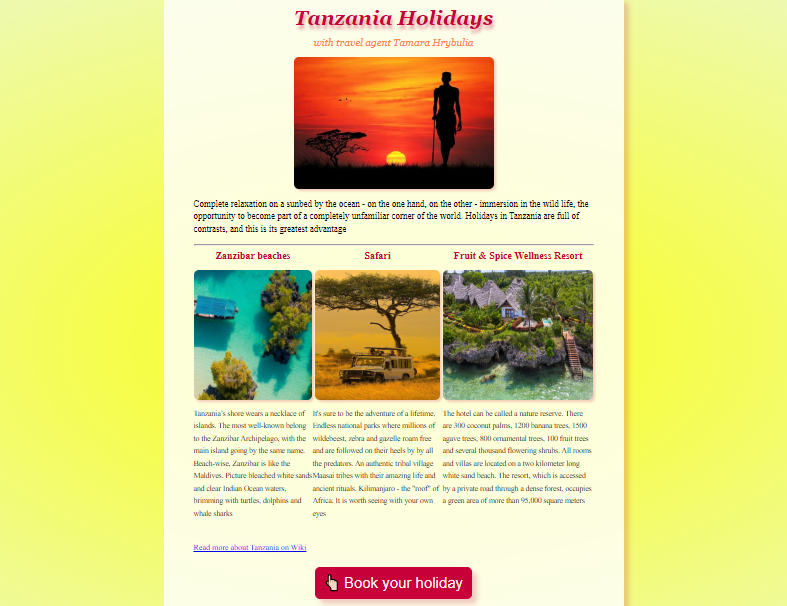 Tanzania Holidays
with travel agent Tamara Hrybulia
Complete relaxation on a sunbed by the ocean - on the one hand, on the other - immersion in the wild life, the
opportunity to become part of a completely unfamiliar corner of the world. Holidays in Tanzania are full of
contrasts, and this is its greatest advantage
Zanzibar beaches
Tanzania's shore wears a necklace of
islands. The most well-known belong
to the Zanzibar Archipelago, with the
main island going by the same name.
Beach-wise, Zanzibar is like the
Maldives. Picture bleached white sands
and clear Indian Ocean waters,
brimming with turtles, dolphins and
whale sharks
Safari
It's sure to be the adventure of a lifetime.
Endless national parks where millions of
wildebeest, zebra and gazelle roam free
and are followed on their heels by by all
the predators. An authentic tribal village
Maasai tribes with their amazing life and
ancient rituals. Kilimanjaro - the "roof" of
Africa. It is worth seeing with your own
eyes
Fruit & Spice Wellness Resort
The hotel can be called a nature reserve. There
are 300 coconut palms, 1200 banana trees, 1500
agave trees, 800 ornamental trees, 100 fruit trees
and several thousand flowering shrubs. All rooms
and villas are located on a two kilometer long
white sand beach. The resort, which is accessed
by a private road through a dense forest, occupies
a green area of more than 95,000 square meters
Read more about Tanzania on Wiki
Book your holiday